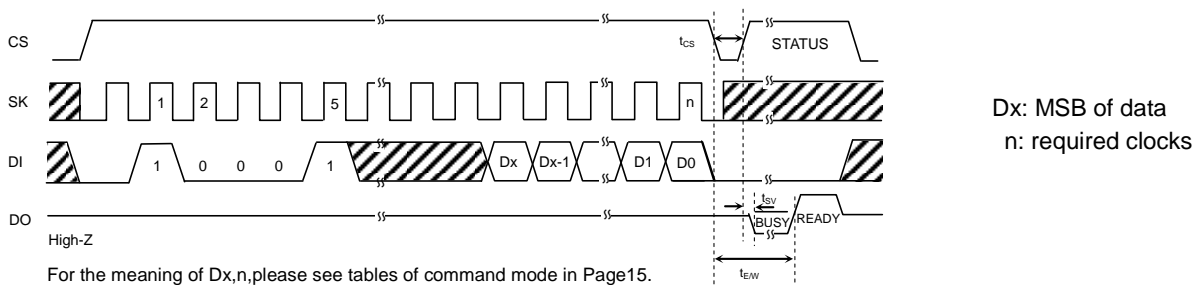 CS
tCS
STATUS
SK
1 2 5 n
Dx: MSB of data
n: required clocks
DI
1 0 0 0 1 Dx Dx-1 D1 D0
DO
tSV
BUSY READY
High-Z
tE/W
For the meaning of Dx,n,please see tables of command mode in Page15.